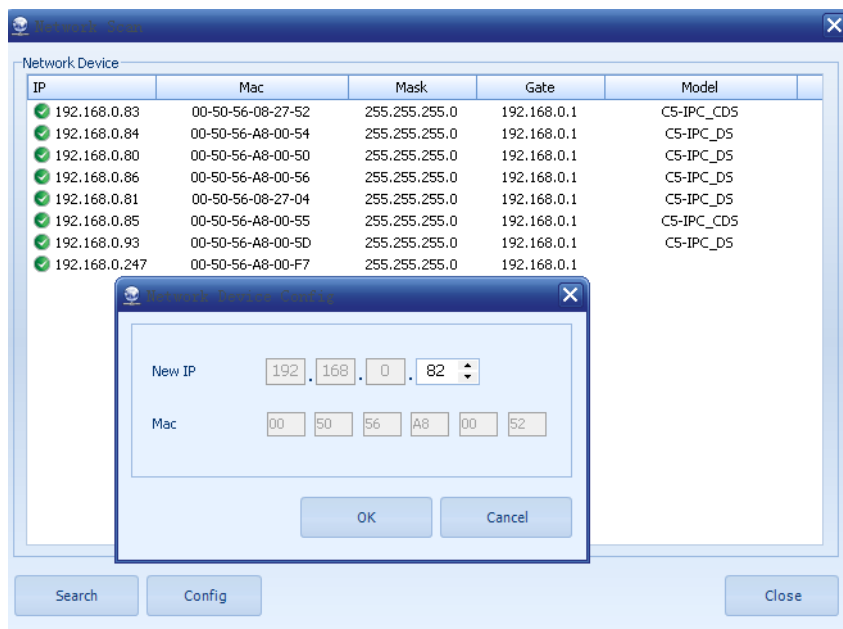 Network Scan
Network Device
IP Mac Mask Gate Model
192.168.0.83 00-50-56-08-27-52 255.255.255.0 192.168.0.1 C5-IPC_CDS
192.168.0.84 00-50-56-A8-00-54 255.255.255.0 192.168.0.1 C5-IPC_DS
192.168.0.80 00-50-56-A8-00-50 255.255.255.0 192.168.0.1 C5-IPC_DS
192.168.0.86 00-50-56-A8-00-56 255.255.255.0 192.168.0.1 C5-IPC_DS
192.168.0.81 00-50-56-08-27-04 255.255.255.0 192.168.0.1 C5-IPC_DS
192.168.0.85 00-50-56-A8-00-55 255.255.255.0 192.168.0.1 C5-IPC_CDS
192.168.0.93 00-50-56-A8-00-5D 255.255.255.0 192.168.0.1 C5-IPC_DS
192.168.0.247 00-50-56-A8-00-F7 255.255.255.0 192.168.0.1
Network Device Config
New IP 192 . 168 . 0 . 82
Mac 00 50 56 A8 00 52
OK Cancel
Search Config Close